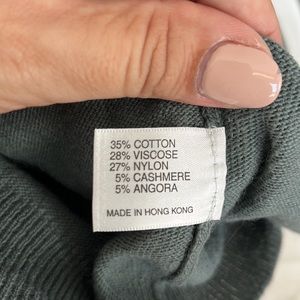 35% COTTON
28% VISCOSE
27% NYLON
5% CASHMERE
5% ANGORA
MADE IN HONG KONG